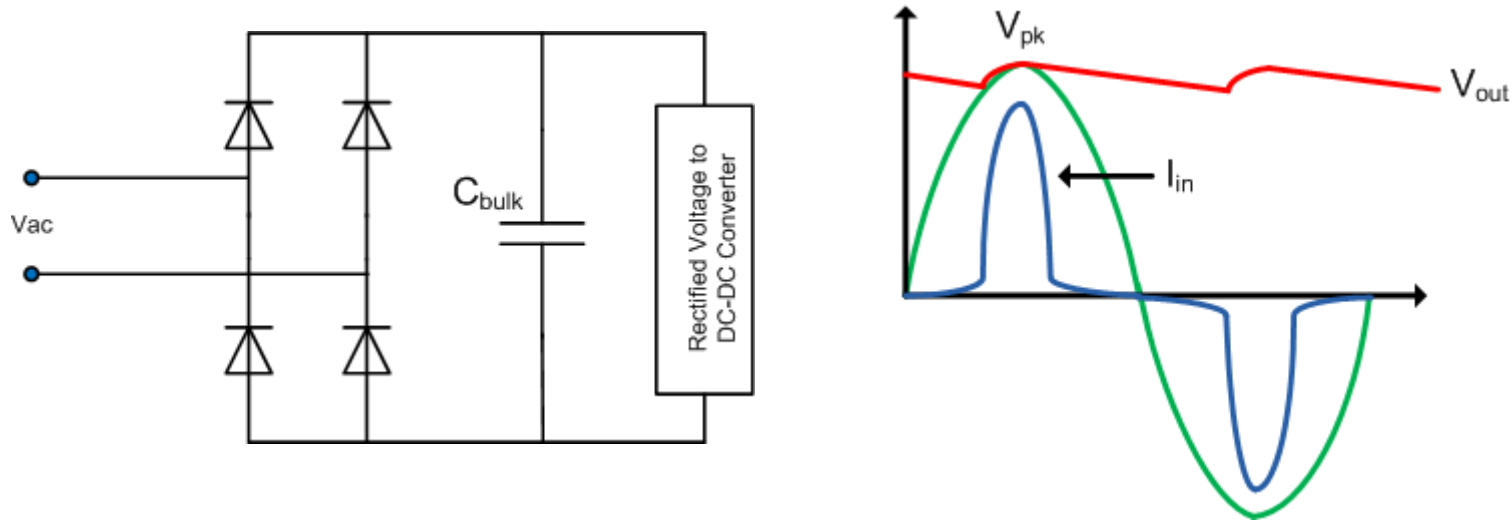 Vac
C_bulk
Rectified Voltage to
DC-DC Converter
V_pk
V_out
I_in